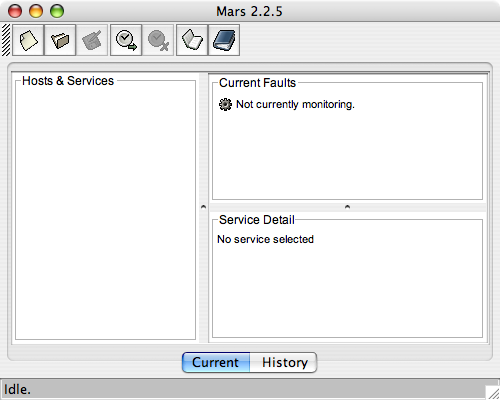 Mars 2.2.5
Hosts & Services
Current Faults
Not currently monitoring.
Service Detail
No service selected
Current History
Idle.